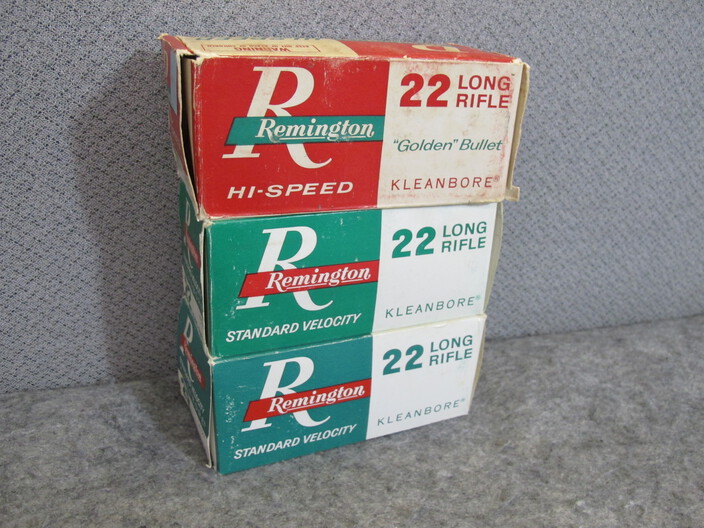 WARNING
R
Remington
HI-SPEED
22 LONG
RIFLE
"Golden" Bullet
KLEANBORE®
R
Remington
STANDARD VELOCITY
22 LONG
RIFLE
KLEANBORE®
R
Remington
STANDARD VELOCITY
22 LONG
RIFLE
KLEANBORE®